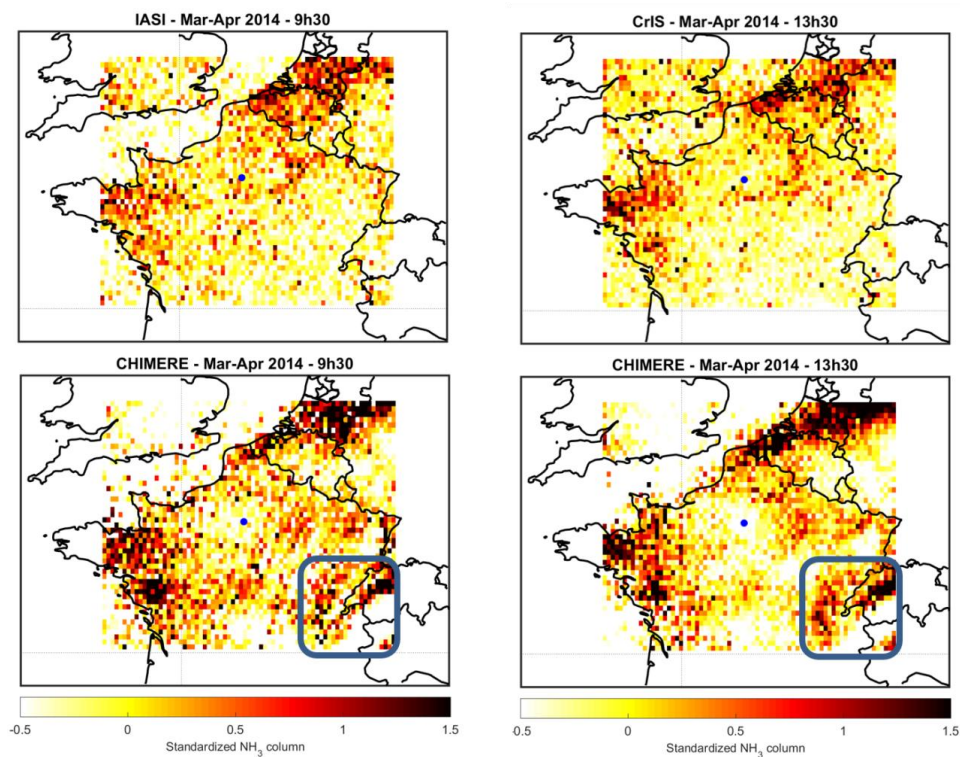 IASI - Mar-Apr 2014 - 9h30
CrIS - Mar-Apr 2014 - 13h30
CHIMERE - Mar-Apr 2014 - 9h30
CHIMERE - Mar-Apr 2014 - 13h30
-0.5 0 0.5 1 1.5
Standardized NH₃ column
-0.5 0 0.5 1 1.5
Standardized NH₃ column